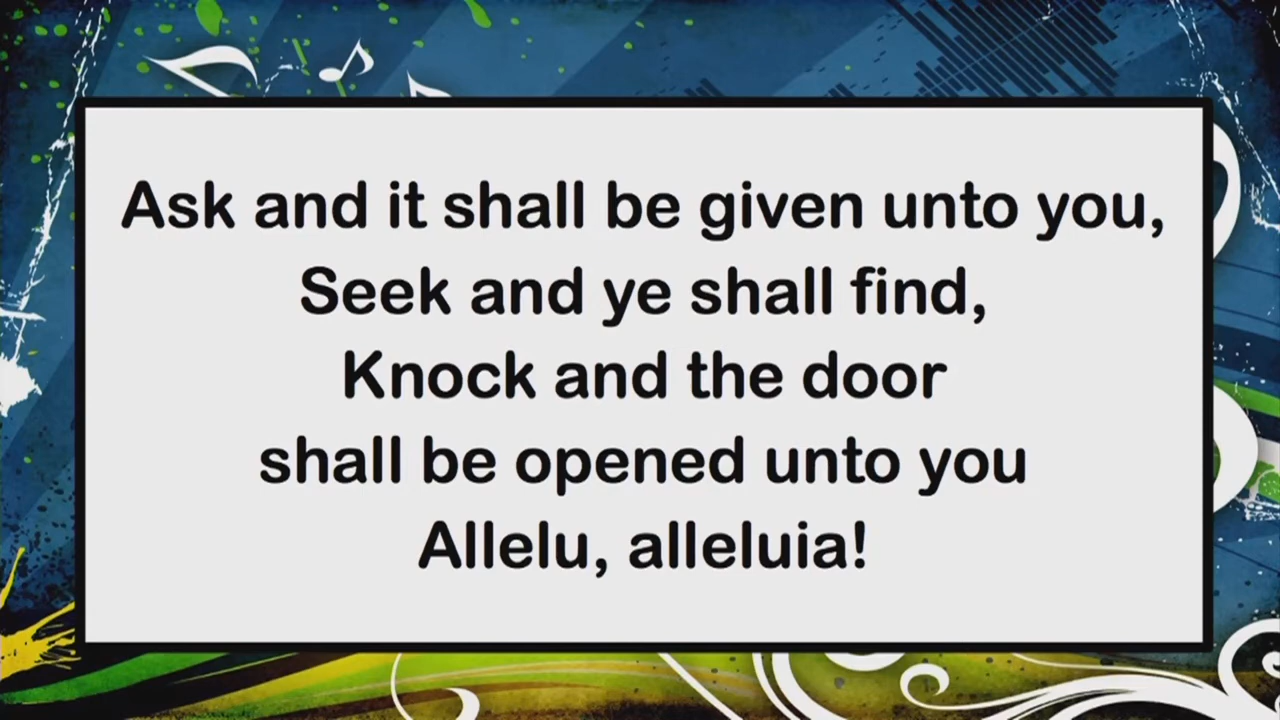 Ask and it shall be given unto you,
Seek and ye shall find,
Knock and the door
shall be opened unto you
Allelu, alleluia!